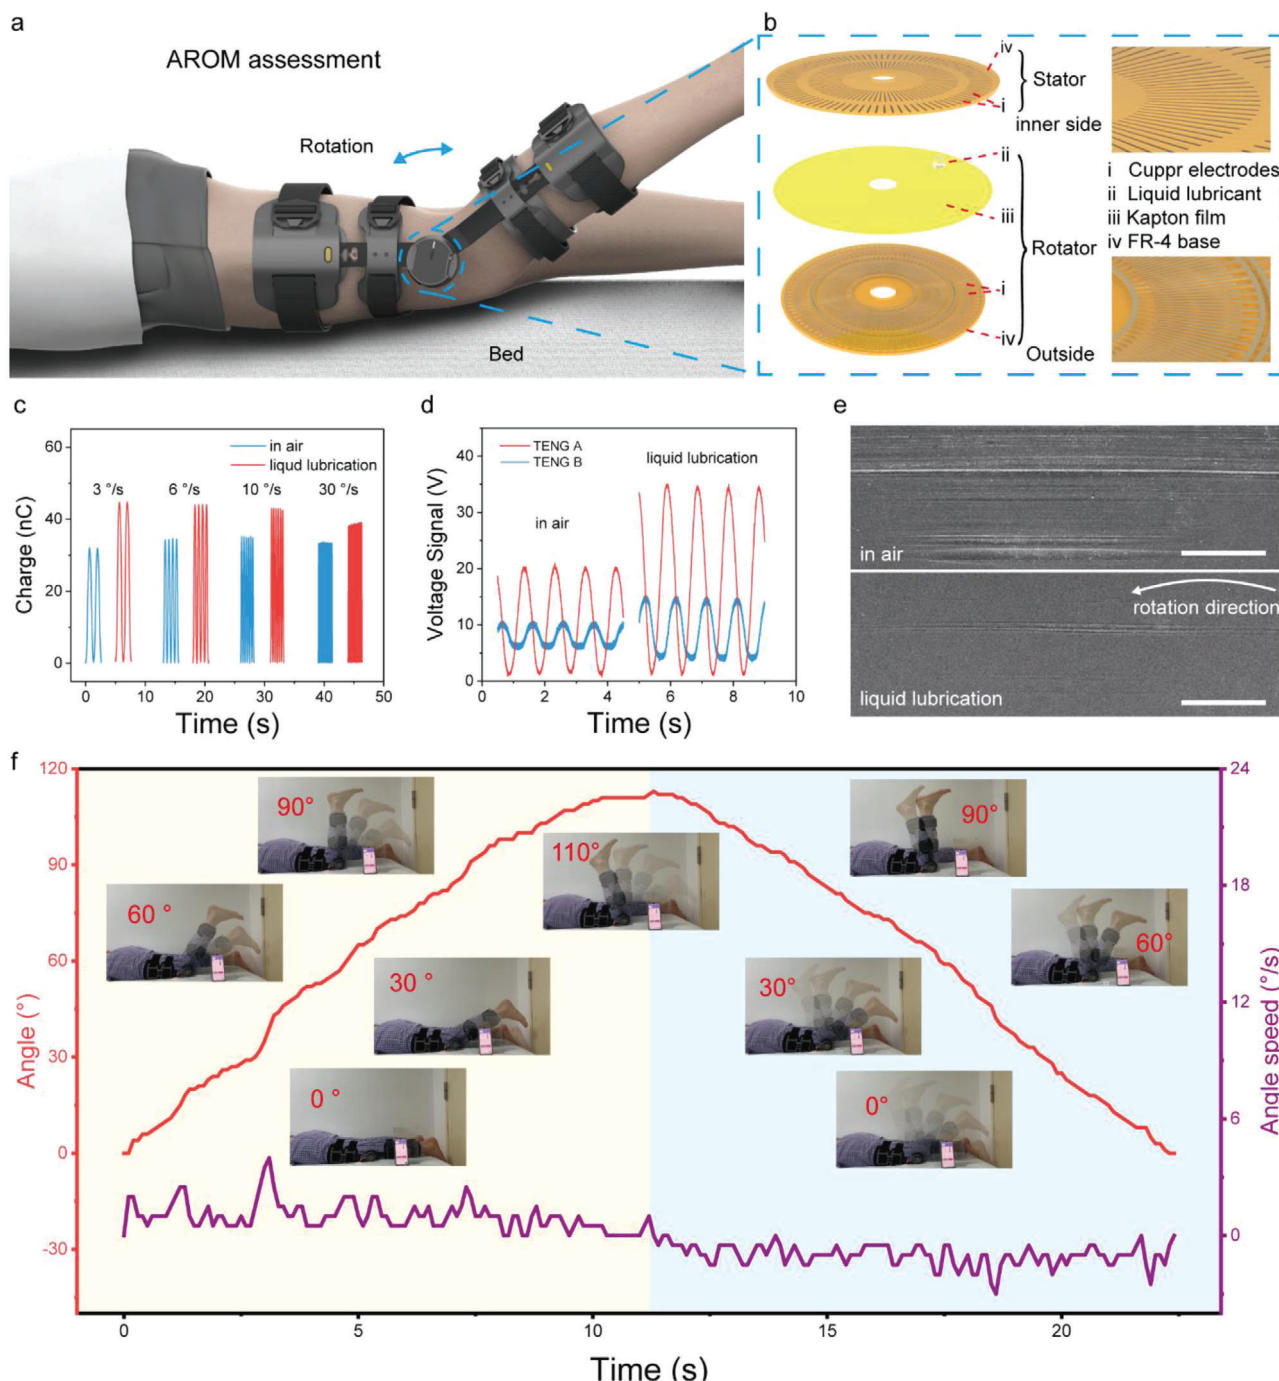 a
AROM assessment
Rotation
Bed
b
iv
Stator
i
inner side
ii
iii
Rotator
i
iv
Outside
i Cuppr electrodes
ii Liquid lubricant
iii Kapton film
iv FR-4 base
c
60
40
20
0
Charge (nC)
in air
liqud lubrication
3 °/s 6 °/s 10 °/s 30 °/s
0 10 20 30 40 50
Time (s)
d
40
30
20
10
0
Voltage Signal (V)
TENG A
TENG B
liquid lubrication
in air
0 2 4 6 8 10
Time (s)
e
in air
rotation direction
liquid lubrication
f
120
90
60
30
0
-30
Angle (°)
90°
110°
90°
60 °
60°
30 °
30°
0 °
0°
24
18
12
6
0
Angle speed (°/s)
0 5 10 15 20
Time (s)